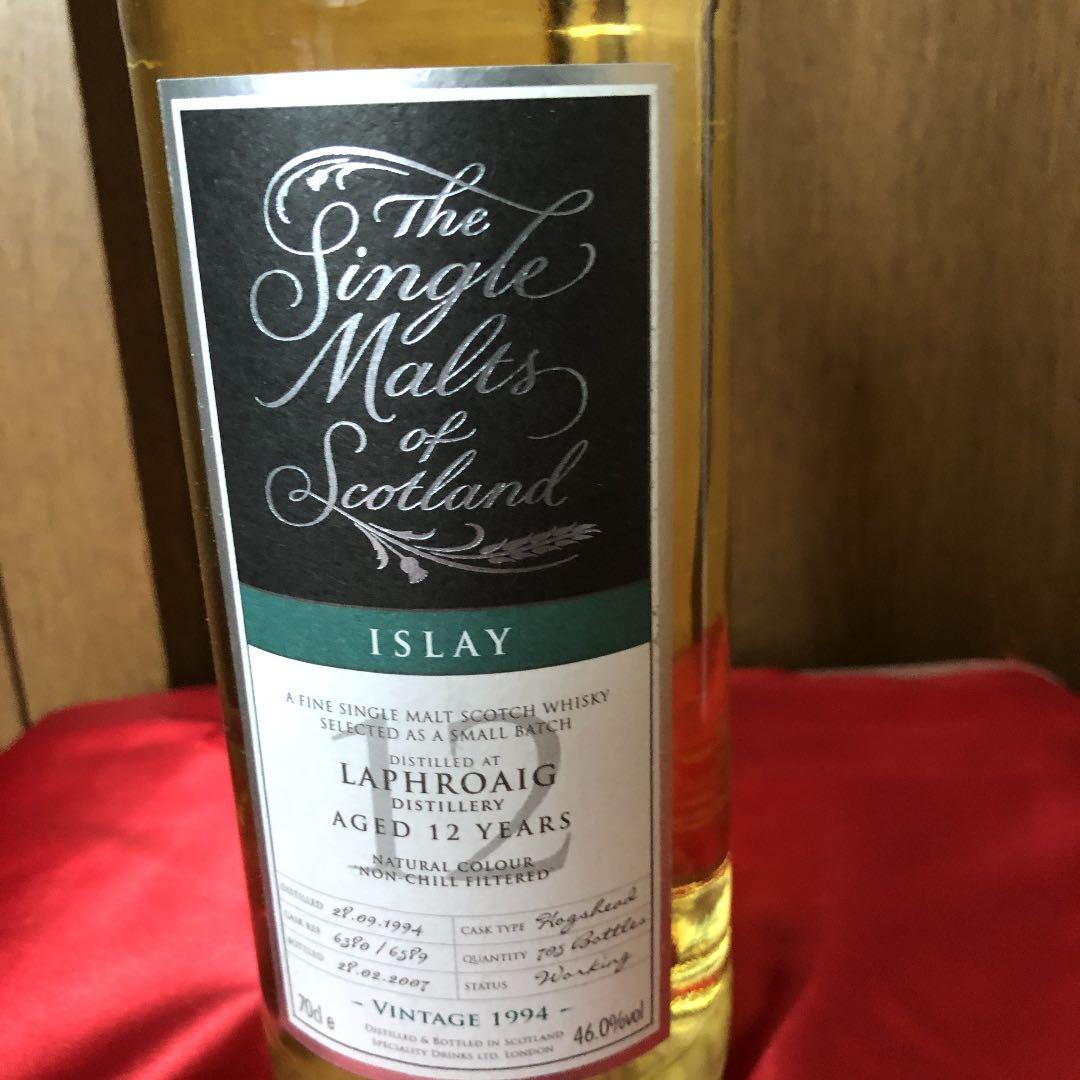 The
Single
Malts
of
Scotland
ISLAY
12
A FINE SINGLE MALT SCOTCH WHISKY
SELECTED AS A SMALL BATCH
DISTILLED AT
LAPHROAIG
DISTILLERY
AGED 12 YEARS
NATURAL COLOUR
NON-CHILL FILTERED
DISTILLED 28.09.1994
CASK REF 6380 / 6389
BOTTLED 28.02.2007
CASK TYPE Hogshead
QUANTITY 705 Bottles
STATUS Working
- VINTAGE 1994 -
70cl e
DISTILLED & BOTTLED IN SCOTLAND
SPECIALITY DRINKS LTD. LONDON
46.0%vol